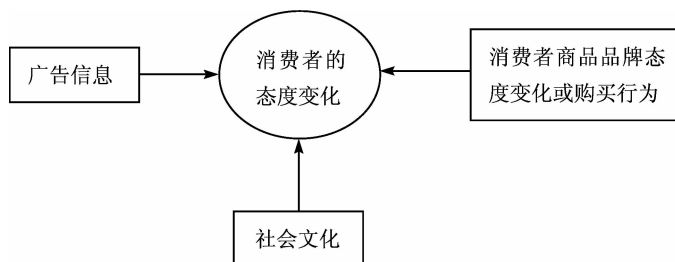 广告信息
消费者的
态度变化
消费者商品品牌态
度变化或购买行为
社会文化